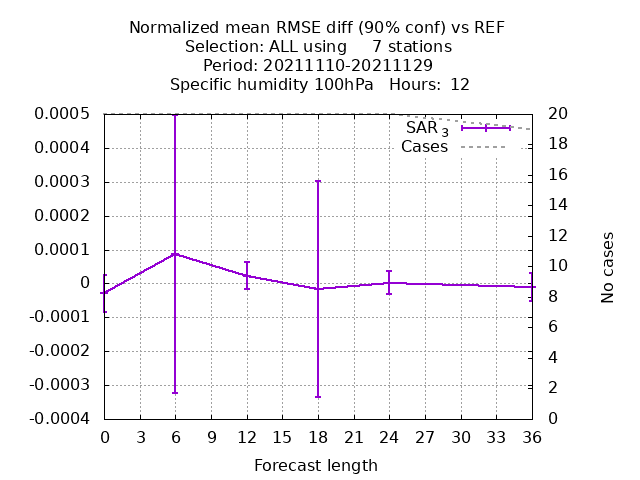 Normalized mean RMSE diff (90% conf) vs REF
Selection: ALL using     7 stations
Period: 20211110-20211129
Specific humidity 100hPa   Hours:  12
0.0005
0.0004
0.0003
0.0002
0.0001
0
-0.0001
-0.0002
-0.0003
-0.0004
SAR 3
Cases
20
18
16
14
12
10
8
6
4
2
0
No cases
0 3 6 9 12 15 18 21 24 27 30 33 36
Forecast length